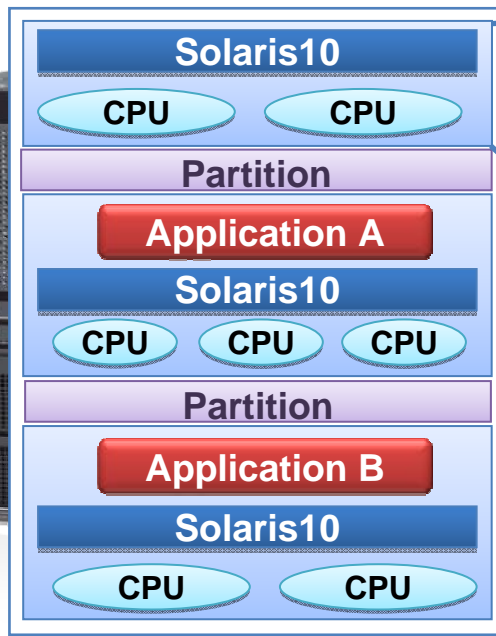 Solaris10
CPU CPU
Partition
Application A
Solaris10
CPU CPU CPU
Partition
Application B
Solaris10
CPU CPU